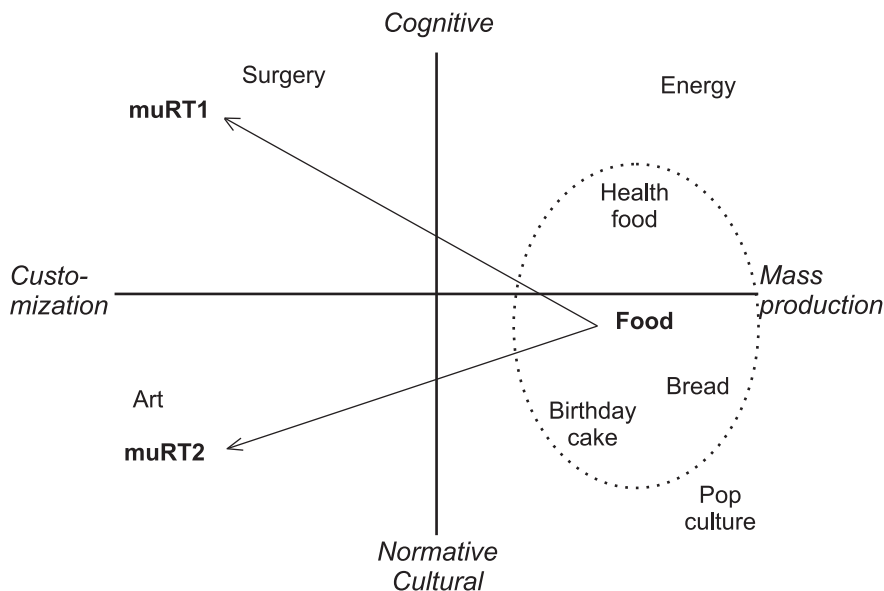 Cognitive
Surgery
muRT1
Energy
Health
food
Custo-
mization
Mass
production
Food
Art
muRT2
Bread
Birthday
cake
Pop
culture
Normative
Cultural